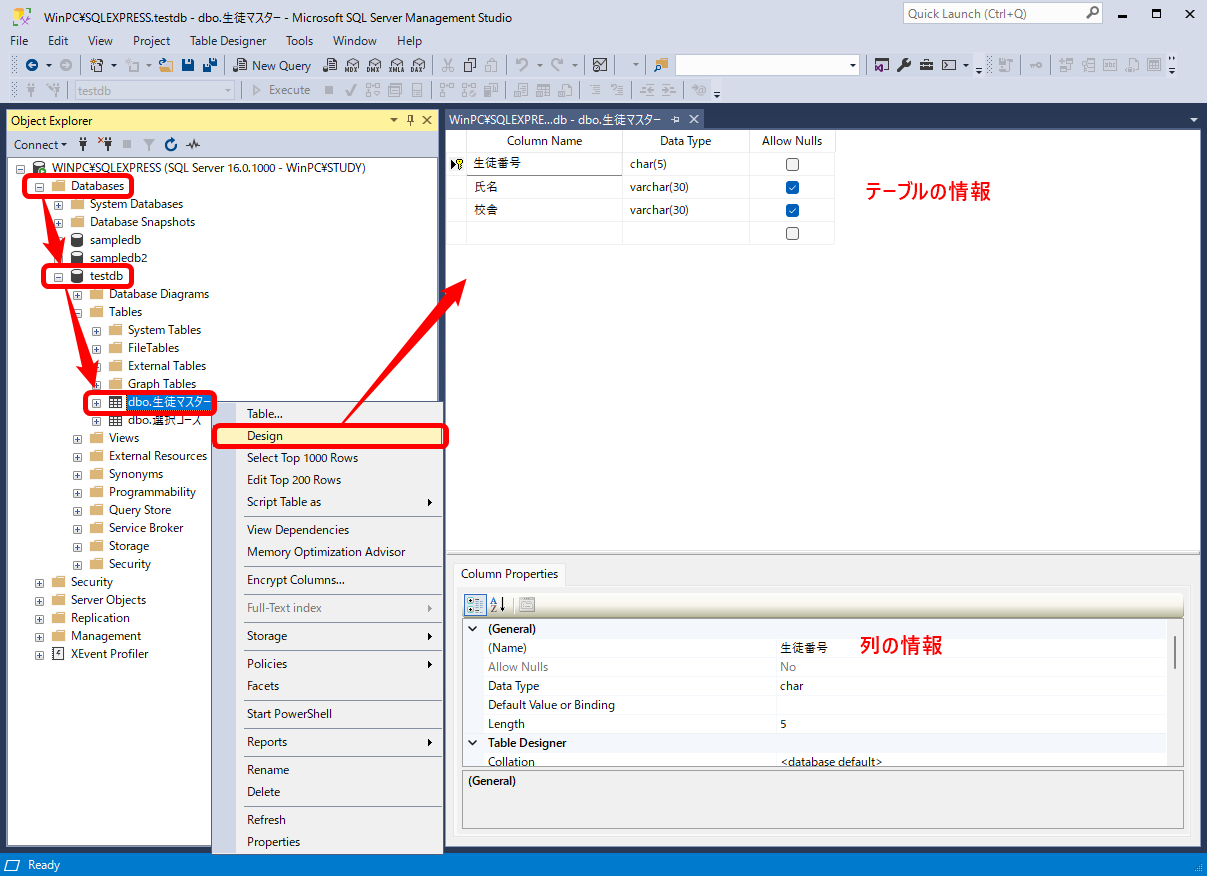 WinPC¥SQLEXPRESS.testdb - dbo.生徒マスター - Microsoft SQL Server Management Studio
Quick Launch (Ctrl+Q)
File Edit View Project Table Designer Tools Window Help
New Query MDX DMX XMLA DAX
testdb Execute
Object Explorer
Connect
WINPC¥SQLEXPRESS (SQL Server 16.0.1000 - WinPC¥STUDY)
Databases
System Databases
Database Snapshots
sampledb
sampledb2
testdb
Database Diagrams
Tables
System Tables
FileTables
External Tables
Graph Tables
dbo.生徒マスター
dbo.選択コース
Views
External Resources
Synonyms
Programmability
Query Store
Service Broker
Storage
Security
Security
Server Objects
Replication
Management
XEvent Profiler
Table...
Design
Select Top 1000 Rows
Edit Top 200 Rows
Script Table as
View Dependencies
Memory Optimization Advisor
Encrypt Columns...
Full-Text index
Storage
Policies
Facets
Start PowerShell
Reports
Rename
Delete
Refresh
Properties
WinPC¥SQLEXPRE...db - dbo.生徒マスター
Column Name Data Type Allow Nulls
生徒番号 char(5)
氏名 varchar(30)
校舎 varchar(30)
テーブルの情報
Column Properties
(General)
(Name) 生徒番号
列の情報
Allow Nulls No
Data Type char
Default Value or Binding
Length 5
Table Designer
Collation <database default>
(General)
Ready